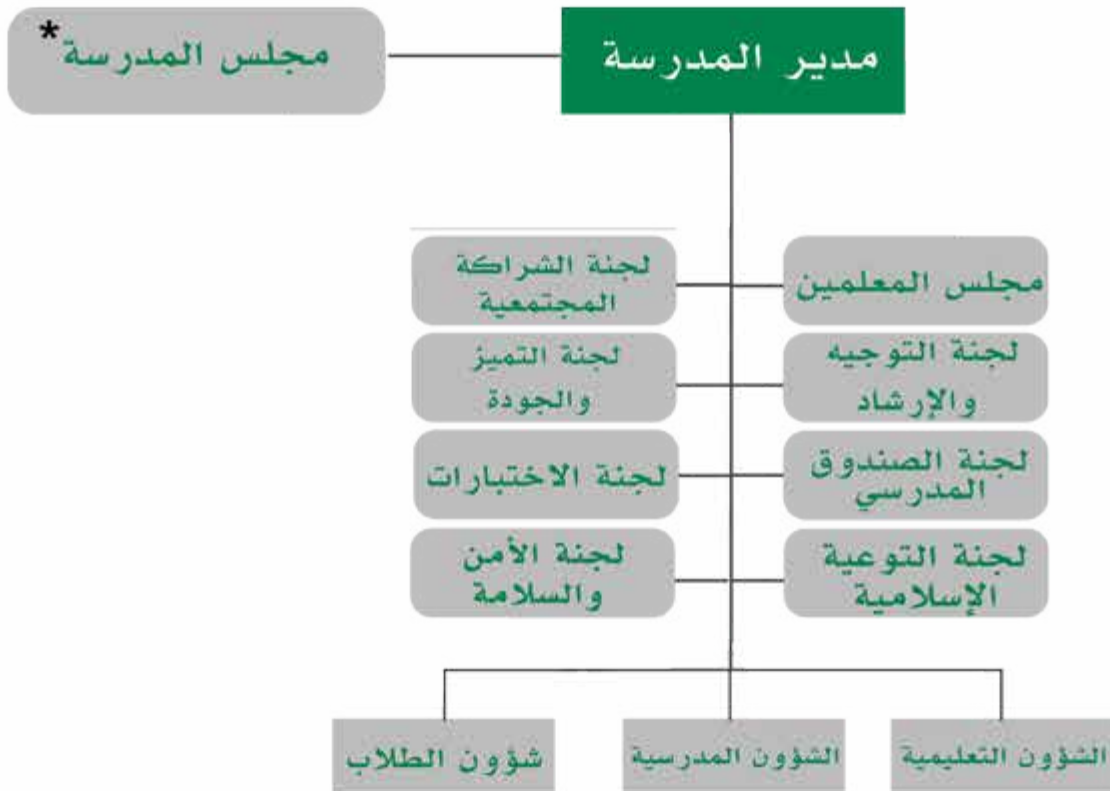 مدير المدرسة
مجلس المدرسة*
مجلس المعلمين
لجنة الشراكة
المجتمعية
لجنة التوجيه
والإرشاد
لجنة التميز
والجودة
لجنة الصندوق
المدرسي
لجنة الاختبارات
لجنة التوعية
الإسلامية
لجنة الأمن
والسلامة
الشؤون التعليمية
الشؤون المدرسية
شؤون الطلاب